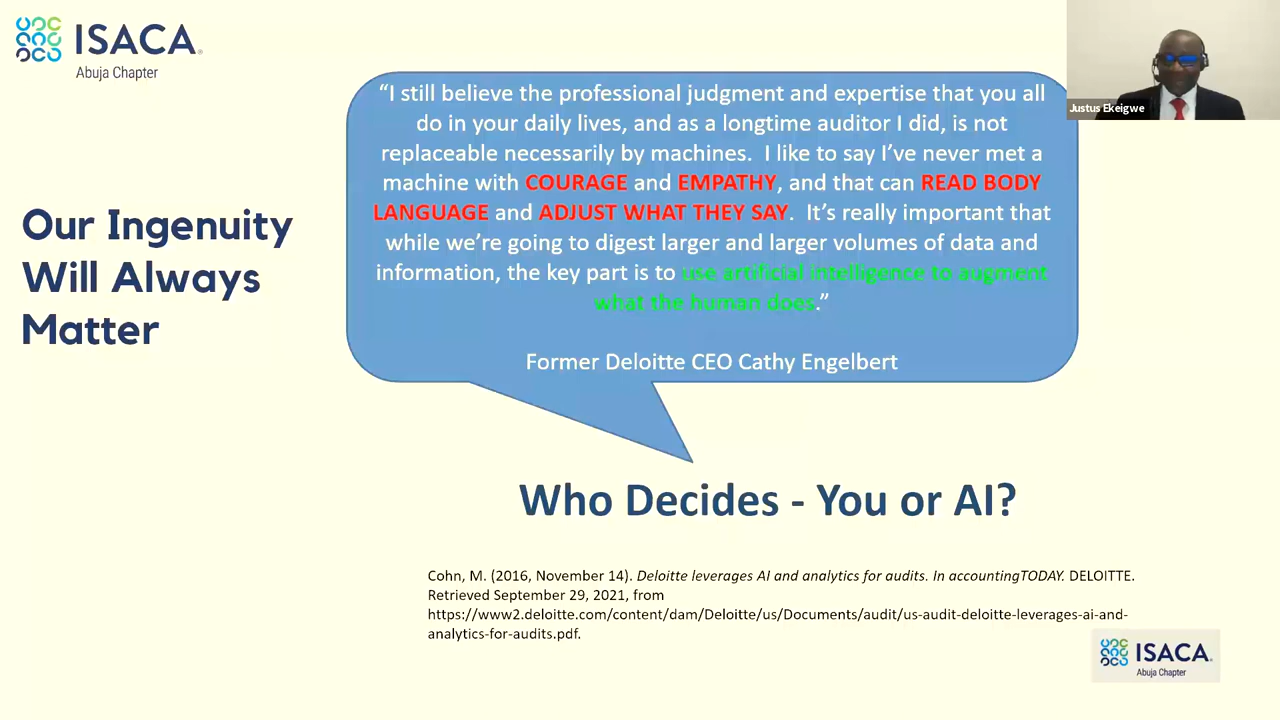 ISACA®
Abuja Chapter
Justus Ekeigwe
“I still believe the professional judgment and expertise that you all
do in your daily lives, and as a longtime auditor I did, is not
replaceable necessarily by machines.  I like to say I’ve never met a
machine with COURAGE and EMPATHY, and that can READ BODY
LANGUAGE and ADJUST WHAT THEY SAY.  It’s really important that
while we’re going to digest larger and larger volumes of data and
information, the key part is to use artificial intelligence to augment
what the human does.”
Former Deloitte CEO Cathy Engelbert
Our Ingenuity
Will Always
Matter
Who Decides - You or AI?
Cohn, M. (2016, November 14). Deloitte leverages AI and analytics for audits. In accountingTODAY. DELOITTE.
Retrieved September 29, 2021, from
https://www2.deloitte.com/content/dam/Deloitte/us/Documents/audit/us-audit-deloitte-leverages-ai-and-
analytics-for-audits.pdf.
ISACA®
Abuja Chapter